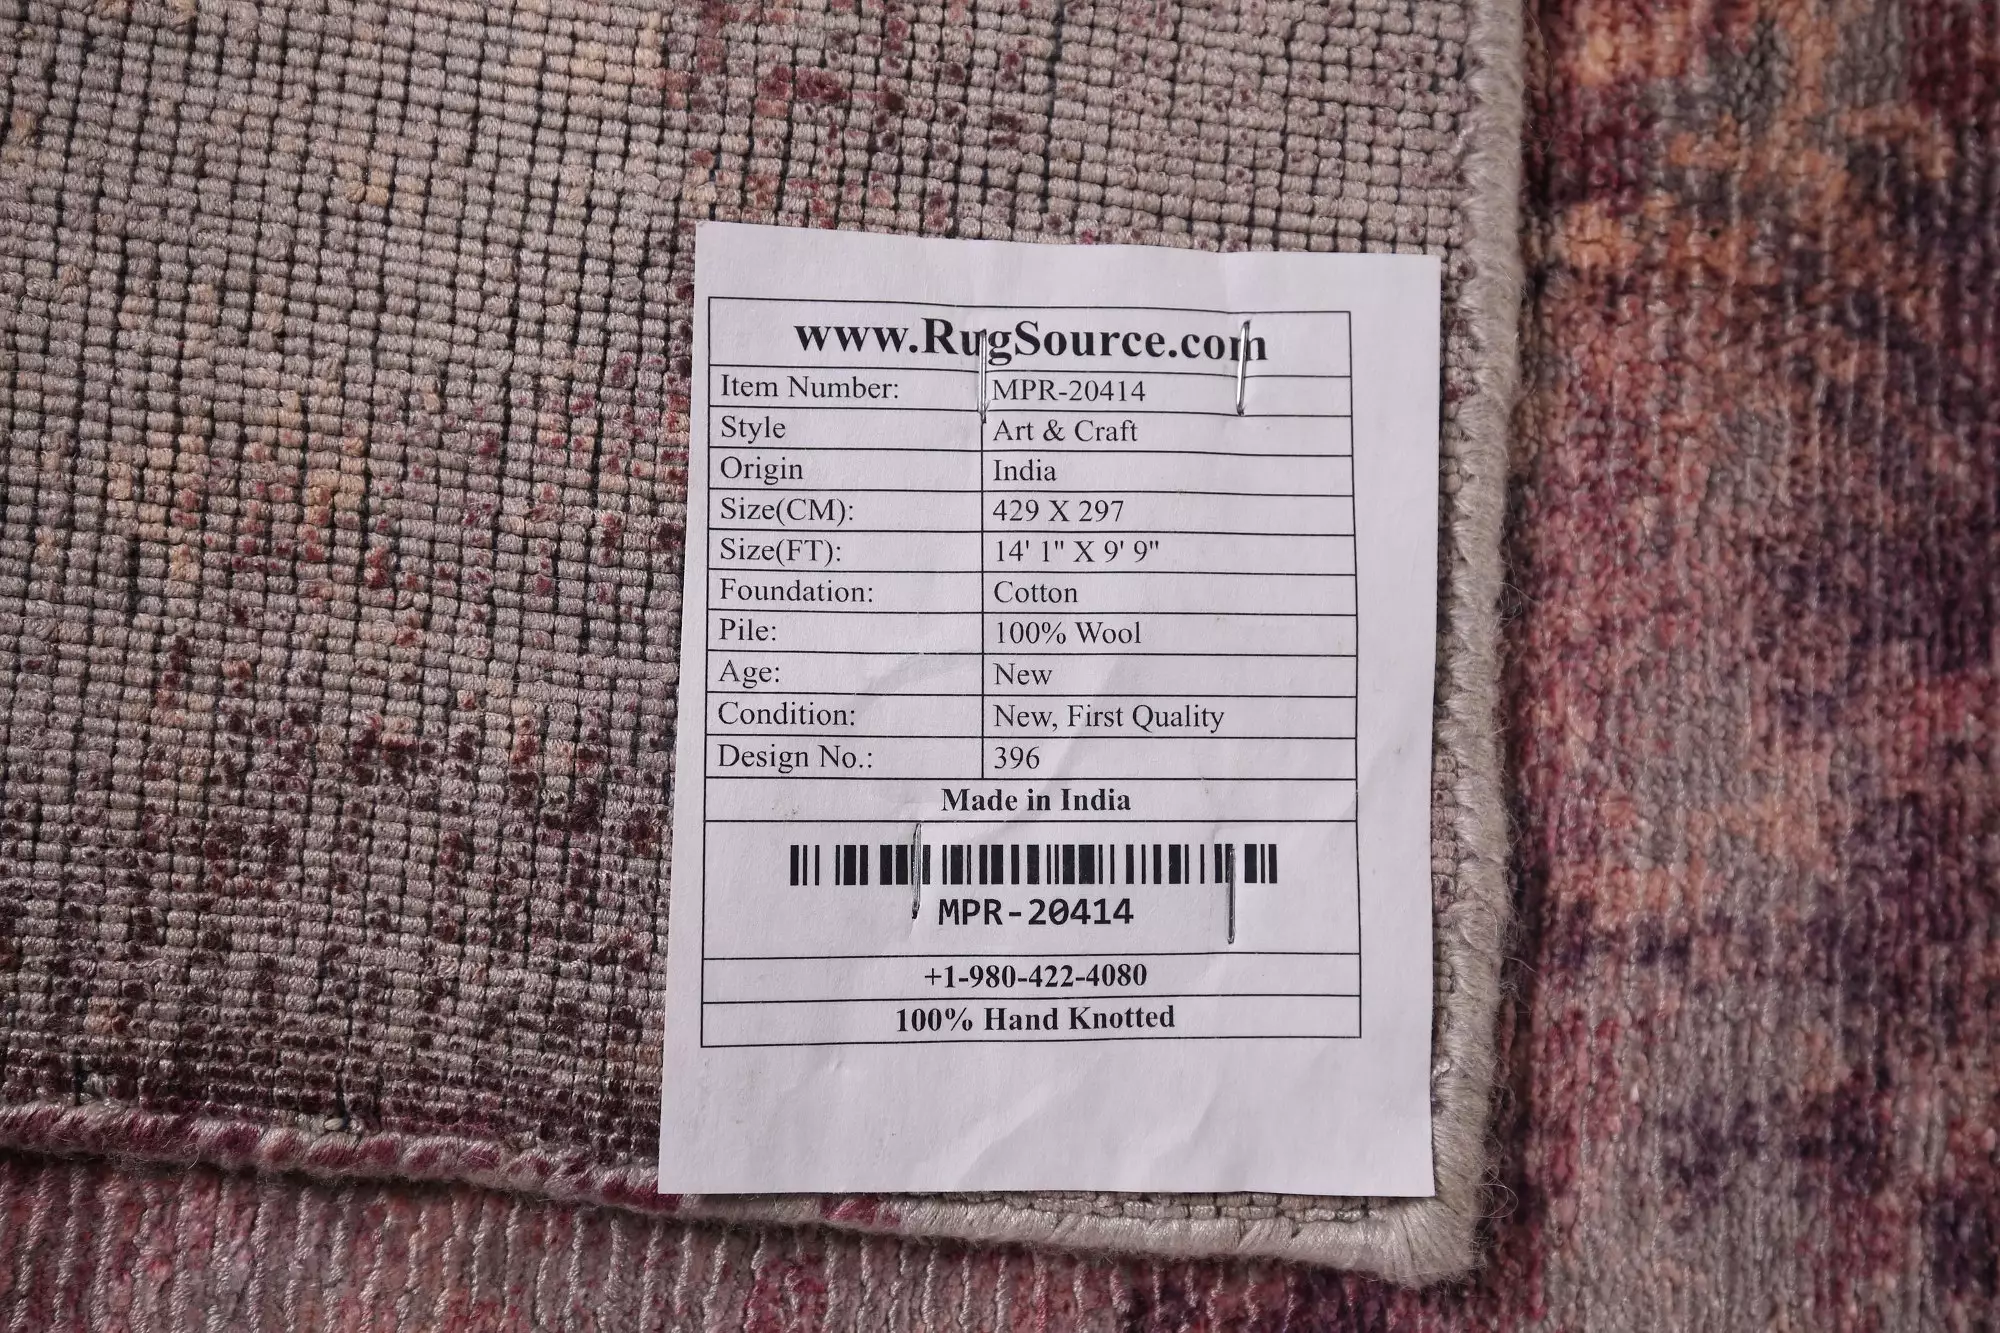 www.RugSource.com
Item Number: MPR-20414
Style Art & Craft
Origin India
Size(CM): 429 X 297
Size(FT): 14' 1" X 9' 9"
Foundation: Cotton
Pile: 100% Wool
Age: New
Condition: New, First Quality
Design No.: 396
Made in India
MPR-20414
+1-980-422-4080
100% Hand Knotted